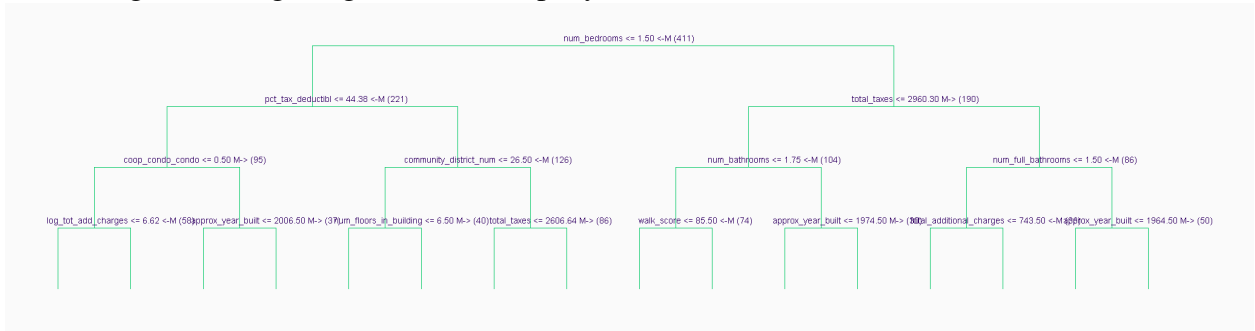 num_bedrooms <= 1.50 <-M (411)
pct_tax_deductibl <= 44.38 <-M (221)
total_taxes <= 2960.30 M-> (190)
coop_condo_condo <= 0.50 M-> (95)
community_district_num <= 26.50 <-M (126)
num_bathrooms <= 1.75 <-M (104)
num_full_bathrooms <= 1.50 <-M (86)
log_tot_add_charges <= 6.62 <-M (58)
approx_year_built <= 2006.50 M-> (37)
num_floors_in_building <= 6.50 M-> (40)
total_taxes <= 2606.64 M-> (86)
walk_score <= 85.50 <-M (74)
approx_year_built <= 1974.50 M->
total_additional_charges <= 743.50 <-M
approx_year_built <= 1964.50 M-> (50)